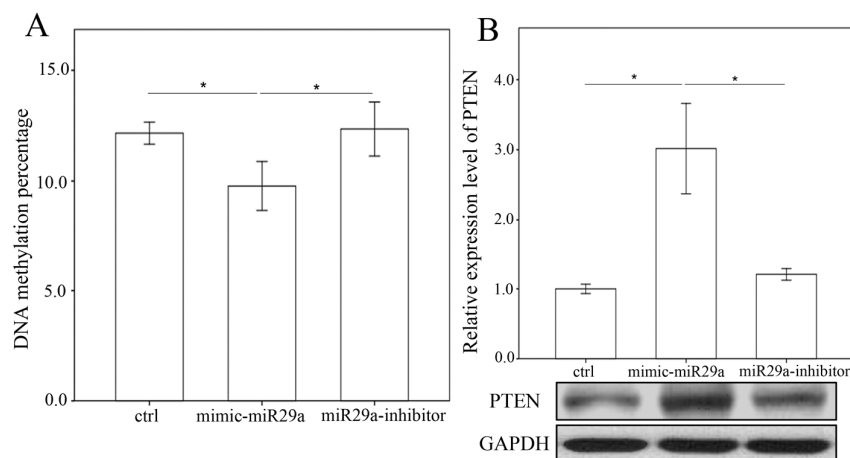 A
DNA methylation percentage
15.0
10.0
5.0
0.0
*
*
ctrl
mimic-miR29a
miR29a-inhibitor
B
Relative expression level of PTEN
4.0
3.0
2.0
1.0
0.0
*
*
ctrl
mimic-miR29a
miR29a-inhibitor
PTEN
GAPDH